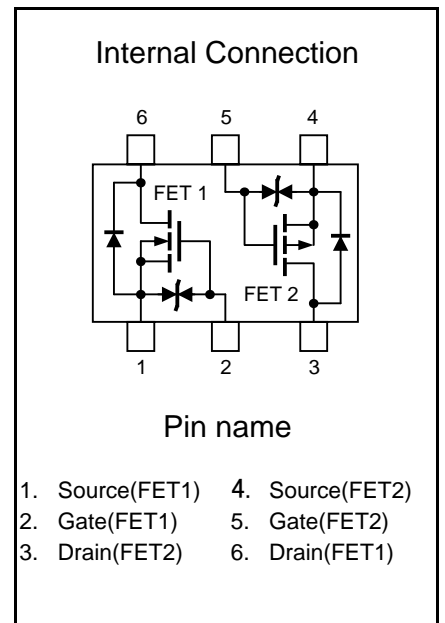 Internal Connection
6 5 4
FET 1
FET 2
1 2 3
Pin name
1. Source(FET1) 4. Source(FET2)
2. Gate(FET1) 5. Gate(FET2)
3. Drain(FET2) 6. Drain(FET1)